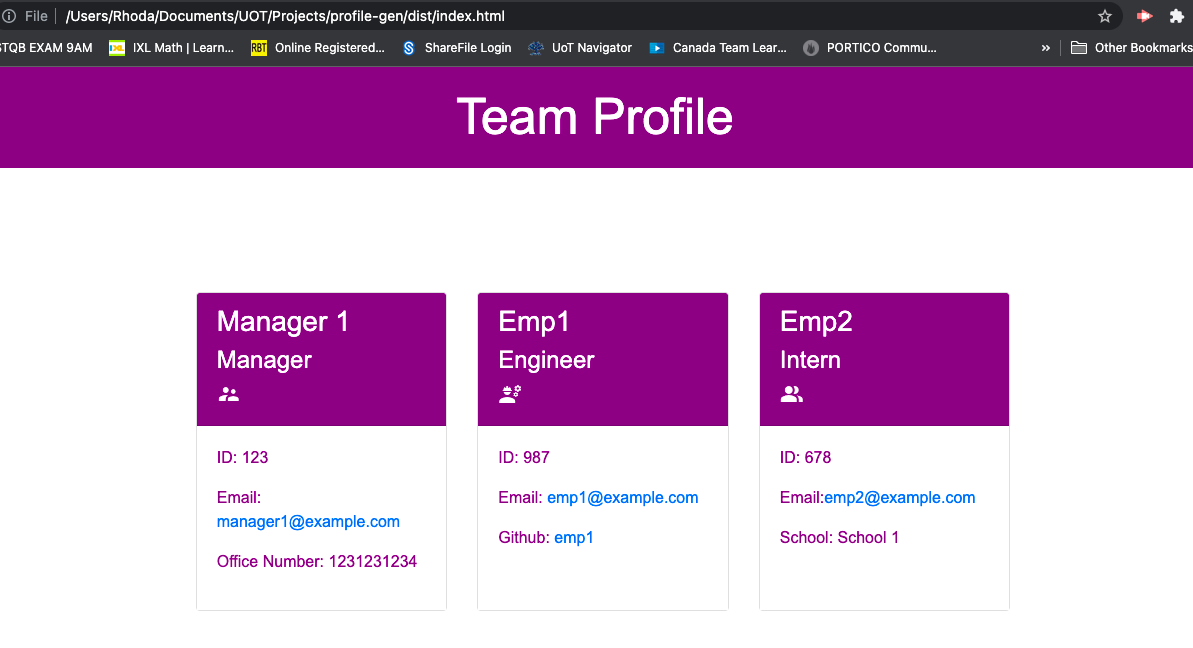 File /Users/Rhoda/Documents/UOT/Projects/profile-gen/dist/index.html
STQB EXAM 9AM IXL IXL Math | Learn... RBT Online Registered... S ShareFile Login UoT Navigator Canada Team Lear... PORTICO Commu... » Other Bookmarks
Team Profile
Manager 1
Manager
ID: 123
Email:
manager1@example.com
Office Number: 1231231234
Emp1
Engineer
ID: 987
Email: emp1@example.com
Github: emp1
Emp2
Intern
ID: 678
Email:emp2@example.com
School: School 1